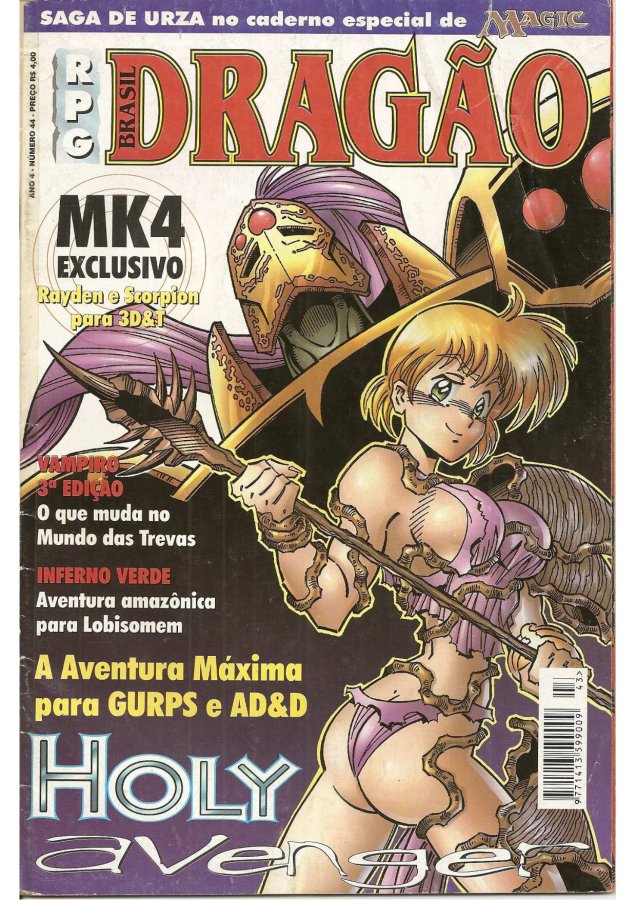 SAGA DE URZA no caderno especial de MAGIC
RPG
BRASIL
DRAGÃO
ANO 4 - NÚMERO 44 - PREÇO R$ 4,00
MK4
EXCLUSIVO
Rayden e Scorpion
para 3D&T
VAMPIRO
3ª EDIÇÃO
O que muda no
Mundo das Trevas
INFERNO VERDE
Aventura amazônica
para Lobisomem
A Aventura Máxima
para GURPS e AD&D
HOLY
avenger
43>
9771413599009